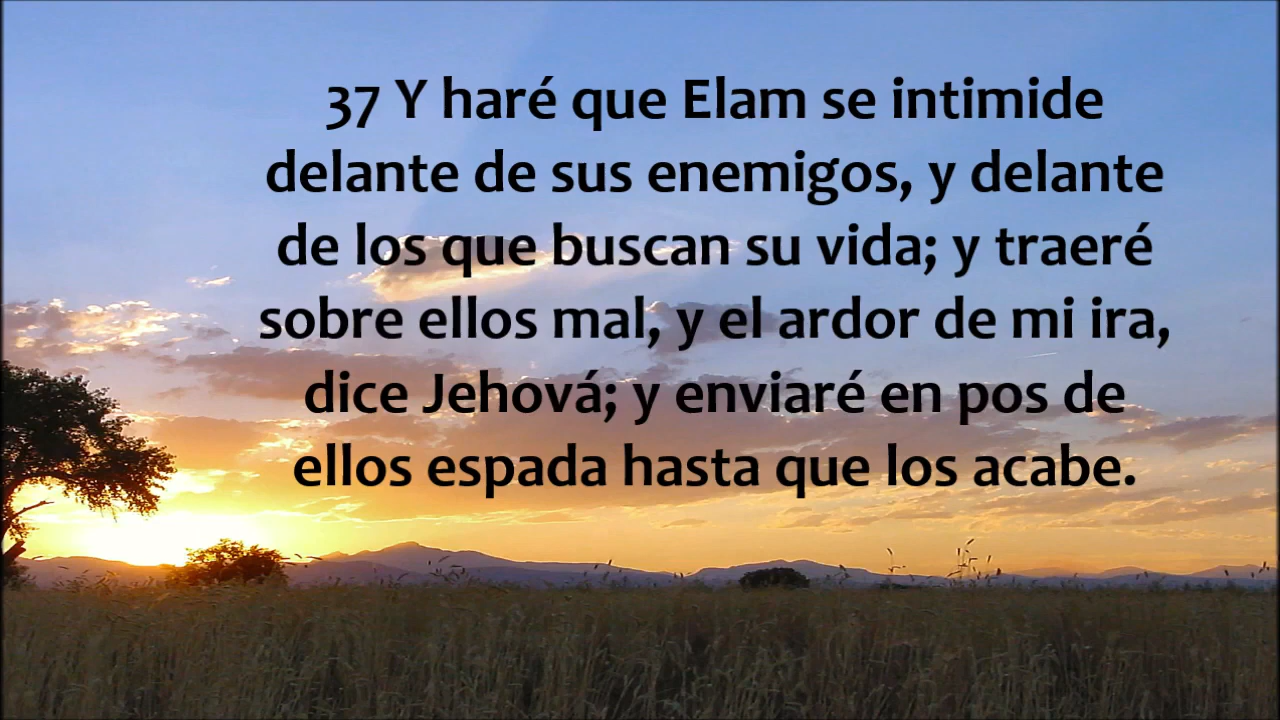 37 Y haré que Elam se intimide
delante de sus enemigos, y delante
de los que buscan su vida; y traeré
sobre ellos mal, y el ardor de mi ira,
dice Jehová; y enviaré en pos de
ellos espada hasta que los acabe.